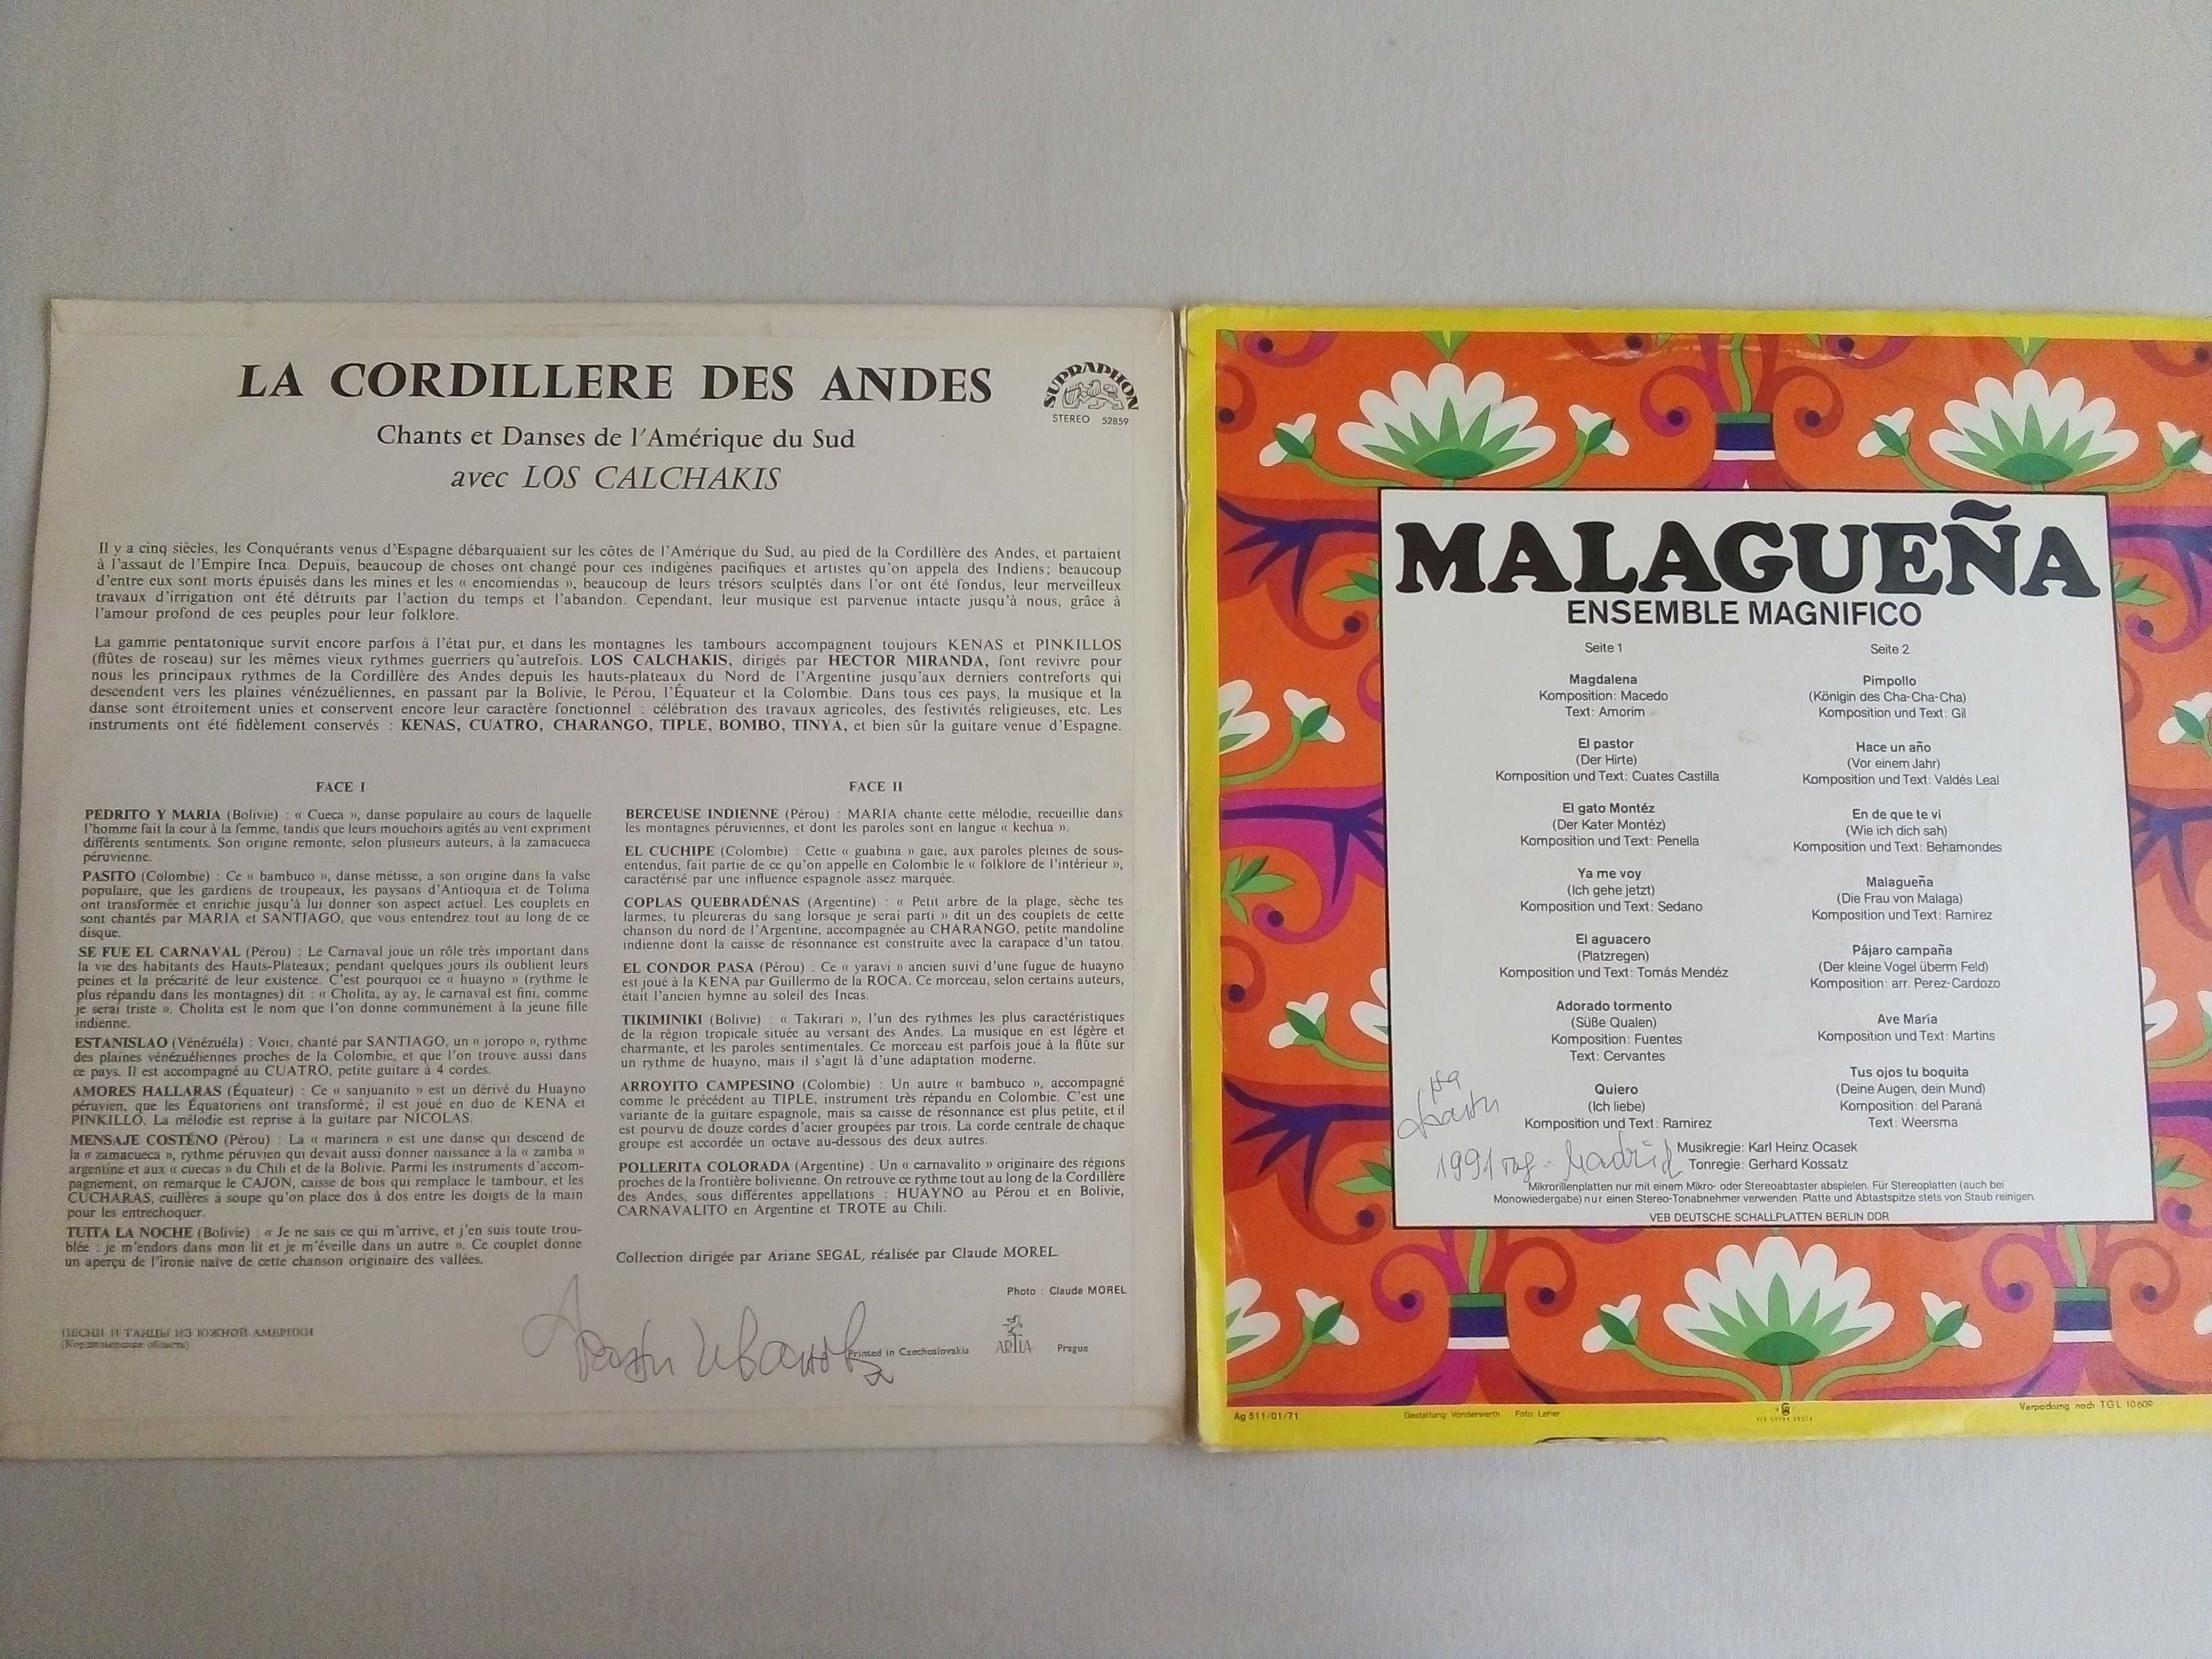 LA CORDILLERE DES ANDES
SUPRAPHON
STEREO 52859
Chants et Danses de l'Amérique du Sud
avec LOS CALCHAKIS
Il y a cinq siècles, les Conquérants venus d'Espagne débarquaient sur les côtes de l'Amérique du Sud, au pied de la Cordillère des Andes, et partaient
à l'assaut de l'Empire Inca. Depuis, beaucoup de choses ont changé pour ces indigènes pacifiques et artistes qu'on appela des Indiens; beaucoup
d'entre eux sont morts épuisés dans les mines et les « encomiendas », beaucoup de leurs trésors sculptés dans l'or ont été fondus, leur merveilleux
travaux d'irrigation ont été détruits par l'action du temps et l'abandon. Cependant, leur musique est parvenue intacte jusqu'à nous, grâce à
l'amour profond de ces peuples pour leur folklore.
La gamme pentatonique survit encore parfois à l'état pur, et dans les montagnes les tambours accompagnent toujours KENAS et PINKILLOS
(flûtes de roseau) sur les mêmes vieux rythmes guerriers qu'autrefois. LOS CALCHAKIS, dirigés par HECTOR MIRANDA, font revivre pour
nous les principaux rythmes de la Cordillère des Andes depuis les hauts-plateaux du Nord de l'Argentine jusqu'aux derniers contreforts qui
descendent vers les plaines vénézuéliennes, en passant par la Bolivie, le Pérou, l'Équateur et la Colombie. Dans tous ces pays, la musique et la
danse sont étroitement unies et conservent encore leur caractère fonctionnel : célébration des travaux agricoles, des festivités religieuses, etc. Les
instruments ont été fidèlement conservés : KENAS, CUATRO, CHARANGO, TIPLE, BOMBO, TINYA, et bien sûr la guitare venue d'Espagne.
FACE I
PEDRITO Y MARIA (Bolivie) : « Cueca », danse populaire au cours de laquelle
l'homme fait la cour à la femme, tandis que leurs mouchoirs agités au vent expriment
différents sentiments. Son origine remonte, selon plusieurs auteurs, à la zamacueca
péruvienne.
PASITO (Colombie) : Ce « bambuco », danse métisse, a son origine dans la valse
populaire, que les gardiens de troupeaux, les paysans d'Antioquia et de Tolima
ont transformée et enrichie jusqu'à lui donner son aspect actuel. Les couplets en
sont chantés par MARIA et SANTIAGO, que vous entendrez tout au long de ce
disque.
SE FUE EL CARNAVAL (Pérou) : Le Carnaval joue un rôle très important dans
la vie des habitants des Hauts-Plateaux; pendant quelques jours ils oublient leurs
peines et la précarité de leur existence. C'est pourquoi ce « huayno » (rythme le
plus répandu dans les montagnes) dit : « Cholita, ay ay, le carnaval est fini, comme
je serai triste ». Cholita est le nom que l'on donne communément à la jeune fille
indienne.
ESTANISLAO (Vénézuéla) : Voici, chanté par SANTIAGO, un « joropo », rythme
des plaines vénézuéliennes proches de la Colombie, et que l'on trouve aussi dans
ce pays. Il est accompagné au CUATRO, petite guitare à 4 cordes.
AMORES HALLARAS (Équateur) : Ce « sanjuanito » est un dérivé du Huayno
péruvien, que les Équatoriens ont transformé; il est joué en duo de KENA et
PINKILLO. La mélodie est reprise à la guitare par NICOLAS.
MENSAJE COSTÉNO (Pérou) : La « marinera » est une danse qui descend de
la « zamacueca », rythme péruvien qui devait aussi donner naissance à la « zamba »
argentine et aux « cuecas » du Chili et de la Bolivie. Parmi les instruments d'accom-
pagnement, on remarque le CAJON, caisse de bois qui remplace le tambour, et les
CUCHARAS, cuillères à soupe qu'on place dos à dos entre les doigts de la main
pour les entrechoquer.
TUTTA LA NOCHE (Bolivie) : « Je ne sais ce qui m'arrive, et j'en suis toute trou-
blée : je m'endors dans mon lit et je m'éveille dans un autre ». Ce couplet donne
un aperçu de l'ironie naïve de cette chanson originaire des vallées.
FACE II
BERCEUSE INDIENNE (Pérou) : MARIA chante cette mélodie, recueillie dans
les montagnes péruviennes, et dont les paroles sont en langue « kechua ».
EL CUCHIPE (Colombie) : Cette « guabina » gaie, aux paroles pleines de sous-
entendus, fait partie de ce qu'on appelle en Colombie le « folklore de l'intérieur »,
caractérisé par une influence espagnole assez marquée.
COPLAS QUEBRADÉNAS (Argentine) : « Petit arbre de la plage, sèche tes
larmes, tu pleureras du sang lorsque je serai parti » dit un des couplets de cette
chanson du nord de l'Argentine, accompagnée au CHARANGO, petite mandoline
indienne dont la caisse de résonnance est construite avec la carapace d'un tatou.
EL CONDOR PASA (Pérou) : Ce « yaravi » ancien suivi d'une fugue de huayno
est joué à la KENA par Guillermo de la ROCA. Ce morceau, selon certains auteurs,
était l'ancien hymne au soleil des Incas.
TIKIMINIKI (Bolivie) : « Takirari », l'un des rythmes les plus caractéristiques
de la région tropicale située au versant des Andes. La musique en est légère et
charmante, et les paroles sentimentales. Ce morceau est parfois joué à la flûte sur
un rythme de huayno, mais il s'agit là d'une adaptation moderne.
ARROYITO CAMPESINO (Colombie) : Un autre « bambuco », accompagné
comme le précédent au TIPLE, instrument très répandu en Colombie. C'est une
variante de la guitare espagnole, mais sa caisse de résonnance est plus petite, et il
est pourvu de douze cordes d'acier groupées par trois. La corde centrale de chaque
groupe est accordée un octave au-dessous des deux autres.
POLLERITA COLORADA (Argentine) : Un « carnavalito » originaire des régions
proches de la frontière bolivienne. On retrouve ce rythme tout au long de la Cordillère
des Andes, sous différentes appellations : HUAYNO au Pérou et en Bolivie,
CARNAVALITO en Argentine et TROTE au Chili.
Collection dirigée par Ariane SEGAL, réalisée par Claude MOREL.
Photo : Claude MOREL
ПЕСНИ И ТАНЦЫ ИЗ ЮЖНОЙ АМЕРИКИ
(Кордильерская область)
Иванова
Printed in Czechoslovakia ARTIA Prague
MALAGUEÑA
ENSEMBLE MAGNIFICO
Seite 1
Magdalena
Komposition: Macedo
Text: Amorim
El pastor
(Der Hirte)
Komposition und Text: Cuates Castilla
El gato Montéz
(Der Kater Montéz)
Komposition und Text: Penella
Ya me voy
(Ich gehe jetzt)
Komposition und Text: Sedano
El aguacero
(Platzregen)
Komposition und Text: Tomás Mendéz
Adorado tormento
(Süße Qualen)
Komposition: Fuentes
Text: Cervantes
Quiero
(Ich liebe)
Komposition und Text: Ramirez
Seite 2
Pimpollo
(Königin des Cha-Cha-Cha)
Komposition und Text: Gil
Hace un año
(Vor einem Jahr)
Komposition und Text: Valdés Leal
En de que te vi
(Wie ich dich sah)
Komposition und Text: Behamondes
Malagueña
(Die Frau von Malaga)
Komposition und Text: Ramirez
Pájaro campaña
(Der kleine Vogel überm Feld)
Komposition: arr. Perez-Cardozo
Ave María
Komposition und Text: Martins
Tus ojos tu boquita
(Deine Augen, dein Mund)
Komposition: del Paraná
Text: Weersma
на
1991 год. Madrid
Musikregie: Karl Heinz Ocasek
Tonregie: Gerhard Kossatz
Mikrorillenplatten nur mit einem Mikro- oder Stereoabtaster abspielen. Für Stereoplatten (auch bei
Monowiedergabe) nur einen Stereo-Tonabnehmer verwenden. Platte und Abtastspitze stets von Staub reinigen.
VEB DEUTSCHE SCHALLPLATTEN BERLIN DDR
Ag 511/01/71 Gestaltung: Vonderwerth Foto: Leher Verpackung nach TGL 10609